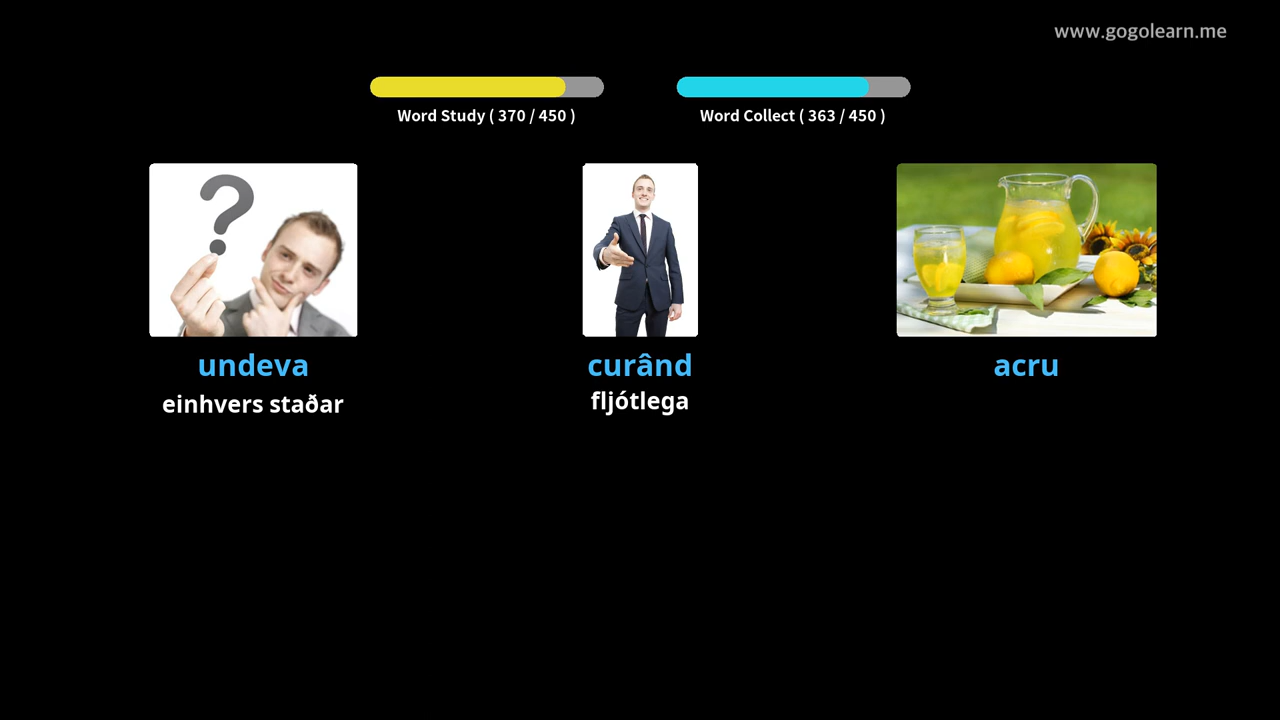 www.gogolearn.me
Word Study ( 370 / 450 )
Word Collect ( 363 / 450 )
undeva
einhvers staðar
curând
fljótlega
acru